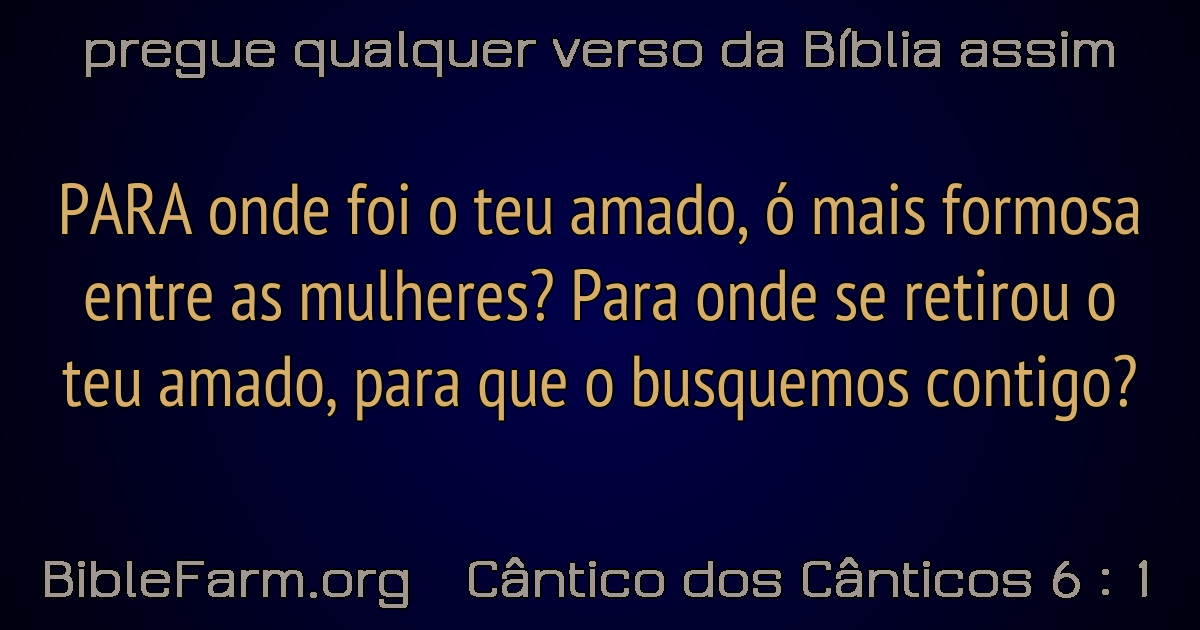 pregue qualquer verso da Bíblia assim
PARA onde foi o teu amado, ó mais formosa
entre as mulheres? Para onde se retirou o
teu amado, para que o busquemos contigo?
BibleFarm.org Cântico dos Cânticos 6 : 1